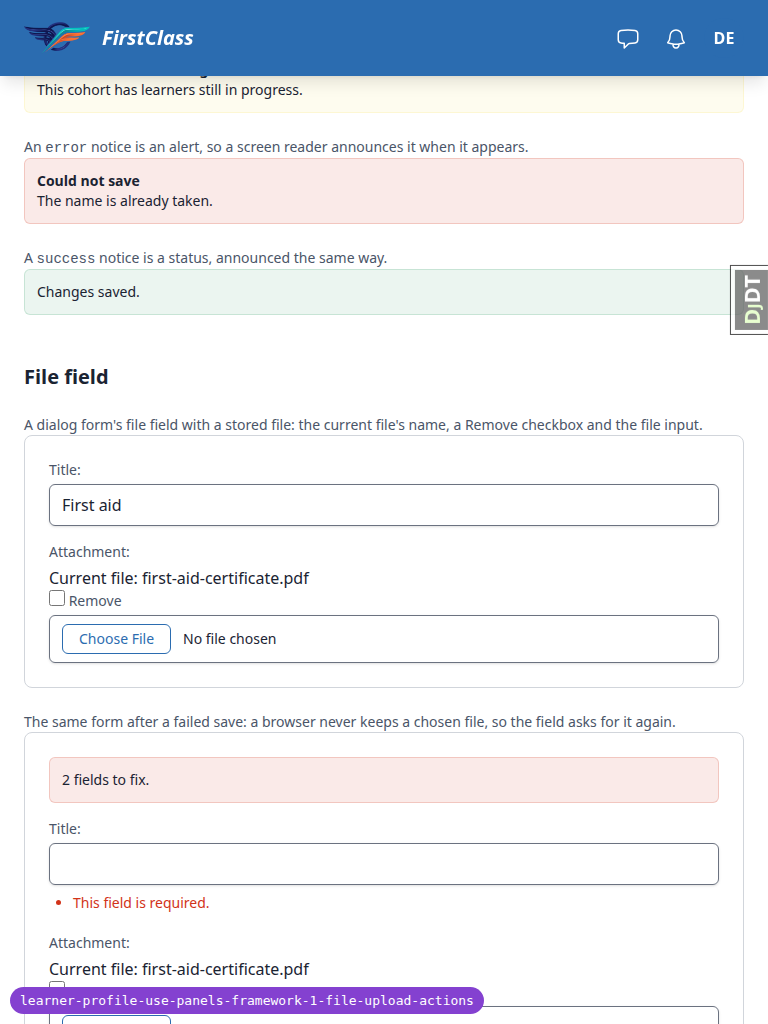 FirstClass
DE
This cohort has learners still in progress.
An error notice is an alert, so a screen reader announces it when it appears.
Could not save
The name is already taken.
A success notice is a status, announced the same way.
Changes saved.
DjDT
File field
A dialog form's file field with a stored file: the current file's name, a Remove checkbox and the file input.
Title:
First aid
Attachment:
Current file: first-aid-certificate.pdf
Remove
Choose File No file chosen
The same form after a failed save: a browser never keeps a chosen file, so the field asks for it again.
2 fields to fix.
Title:
This field is required.
Attachment:
Current file: first-aid-certificate.pdf
learner-profile-use-panels-framework-1-file-upload-actions